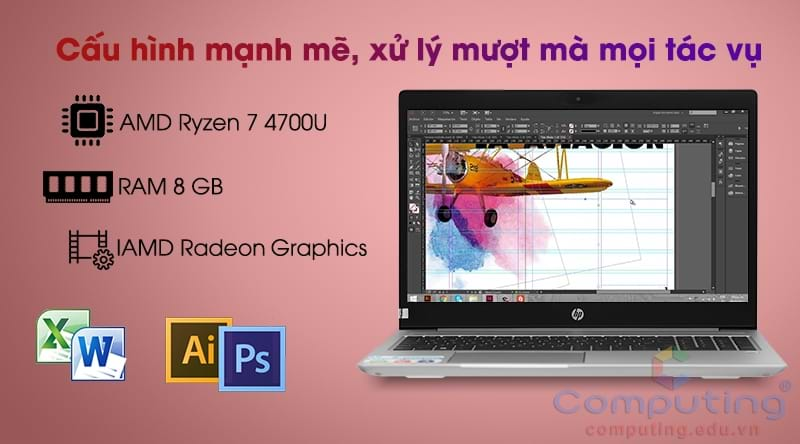 Cấu hình mạnh mẽ, xử lý mượt mà mọi tác vụ
AMD Ryzen 7 4700U
RAM 8 GB
IAMD Radeon Graphics
X
W
Ai
Ps
hp
Computing®
computing.edu.vn